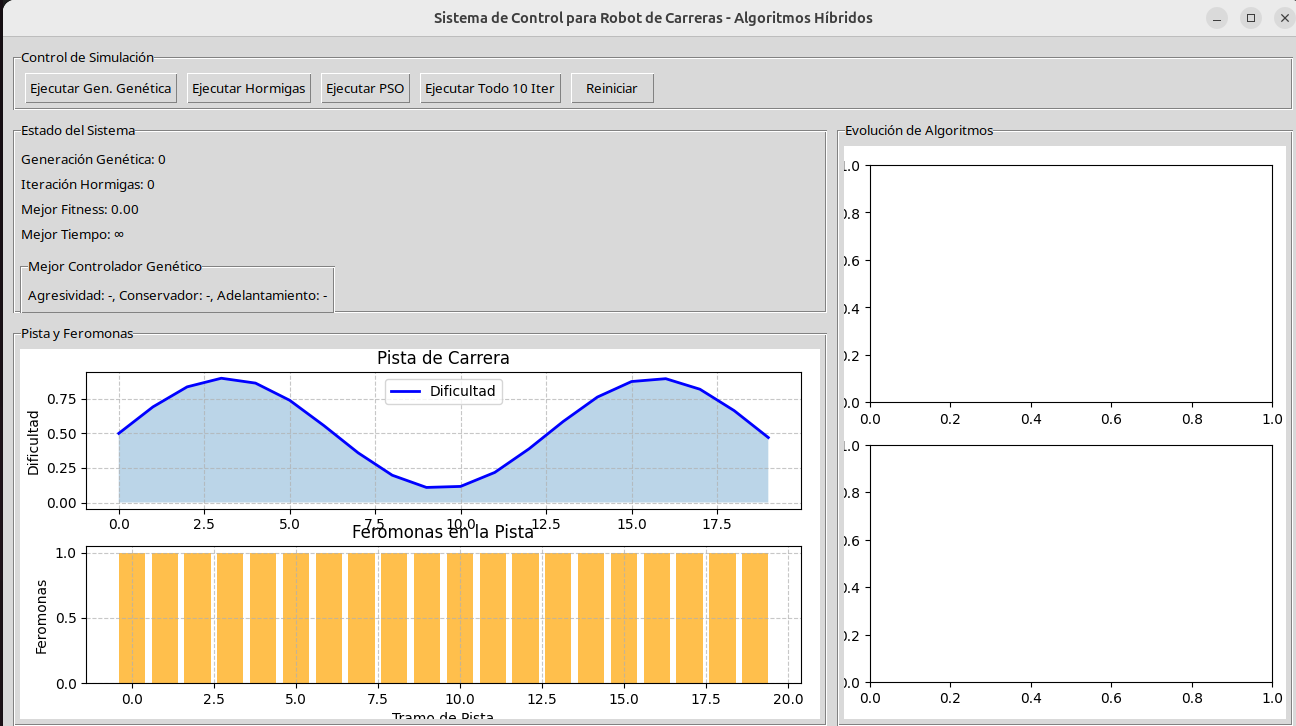 Sistema de Control para Robot de Carreras - Algoritmos Híbridos
Control de Simulación
Ejecutar Gen. Genética Ejecutar Hormigas Ejecutar PSO Ejecutar Todo 10 Iter Reiniciar
Estado del Sistema
Generación Genética: 0
Iteración Hormigas: 0
Mejor Fitness: 0.00
Mejor Tiempo: ∞
Mejor Controlador Genético
Agresividad: -, Conservador: -, Adelantamiento: -
Pista y Feromonas
Pista de Carrera
Dificultad
Dificultad
0.75
0.50
0.25
0.00
0.0 2.5 5.0 7.5 10.0 12.5 15.0 17.5
Feromonas en la Pista
Feromonas
1.0
0.5
0.0
0.0 2.5 5.0 7.5 10.0 12.5 15.0 17.5 20.0
Tramo de Pista
Evolución de Algoritmos
1.0
0.8
0.6
0.4
0.2
0.0
0.0 0.2 0.4 0.6 0.8 1.0
1.0
0.8
0.6
0.4
0.2
0.0
0.0 0.2 0.4 0.6 0.8 1.0